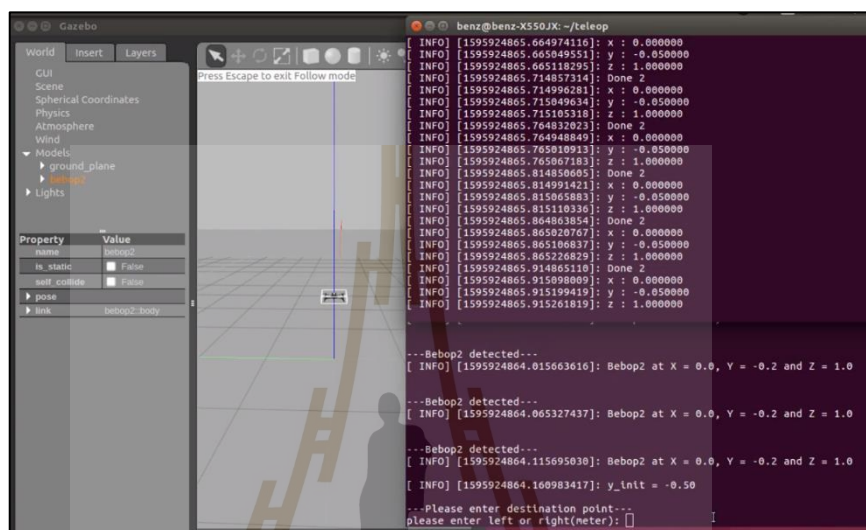 Gazebo
World Insert Layers
GUI
Scene
Spherical Coordinates
Physics
Atmosphere
Wind
Models
ground_plane
bebop2
Lights
Property Value
name bebop2
is_static False
self_collide False
pose
link bebop2::body
Press Escape to exit Follow mode
benz@benz-X550JX: ~/teleop
[ INFO] [1595924865.664974116]: x : 0.000000
[ INFO] [1595924865.665049551]: y : -0.050000
[ INFO] [1595924865.665118295]: z : 1.000000
[ INFO] [1595924865.714857314]: Done 2
[ INFO] [1595924865.714996281]: x : 0.000000
[ INFO] [1595924865.715049634]: y : -0.050000
[ INFO] [1595924865.715105318]: z : 1.000000
[ INFO] [1595924865.764832023]: Done 2
[ INFO] [1595924865.764948849]: x : 0.000000
[ INFO] [1595924865.765010913]: y : -0.050000
[ INFO] [1595924865.765067183]: z : 1.000000
[ INFO] [1595924865.814850605]: Done 2
[ INFO] [1595924865.814991421]: x : 0.000000
[ INFO] [1595924865.815065883]: y : -0.050000
[ INFO] [1595924865.815110336]: z : 1.000000
[ INFO] [1595924865.864863854]: Done 2
[ INFO] [1595924865.865020767]: x : 0.000000
[ INFO] [1595924865.865106837]: y : -0.050000
[ INFO] [1595924865.865226829]: z : 1.000000
[ INFO] [1595924865.914865110]: Done 2
[ INFO] [1595924865.915098009]: x : 0.000000
[ INFO] [1595924865.915199419]: y : -0.050000
[ INFO] [1595924865.915261819]: z : 1.000000
---Bebop2 detected---
[ INFO] [1595924864.015663616]: Bebop2 at X = 0.0, Y = -0.2 and Z = 1.0
---Bebop2 detected---
[ INFO] [1595924864.065327437]: Bebop2 at X = 0.0, Y = -0.2 and Z = 1.0
---Bebop2 detected---
[ INFO] [1595924864.115695030]: Bebop2 at X = 0.0, Y = -0.2 and Z = 1.0
[ INFO] [1595924864.160983417]: y_init = -0.50
---Please enter destination point---
please enter left or right(meter):